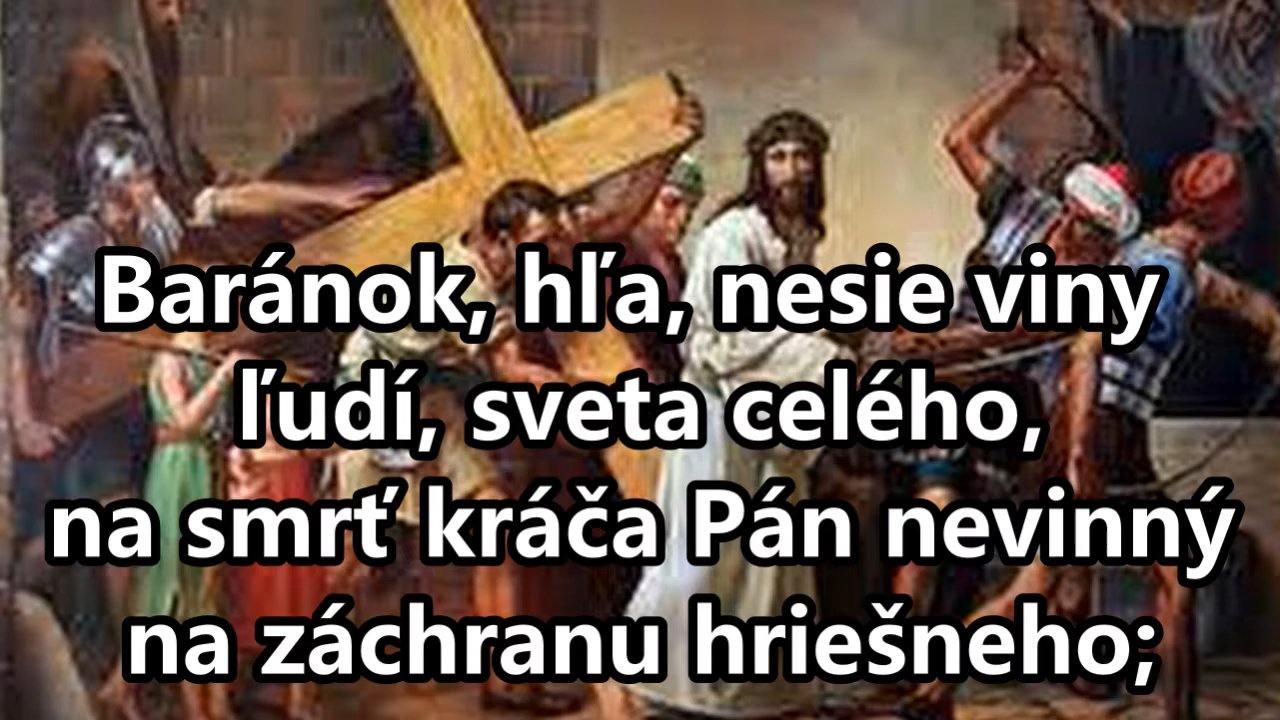 Baránok, hľa, nesie viny
ľudí, sveta celého,
na smrť kráča Pán nevinný
na záchranu hriešneho;